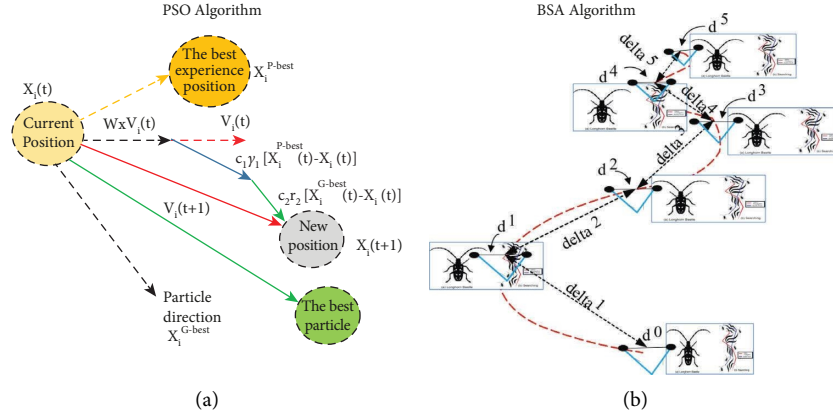 PSO Algorithm
BSA Algorithm
The best
experience
position
X_i^{P-best}
X_i(t)
Current
Position
WxV_i(t)
V_i(t)
c_1γ_1 [X_i^{P-best}(t)-X_i(t)]
c_2r_2 [X_i^{G-best}(t)-X_i(t)]
V_i(t+1)
New
position
X_i(t+1)
Particle
direction
X_i^{G-best}
The best
particle
(a)
d^5
delta 5
d^4
delta 4
d^3
delta 3
d^2
delta 2
d^1
delta 1
d^0
(b)